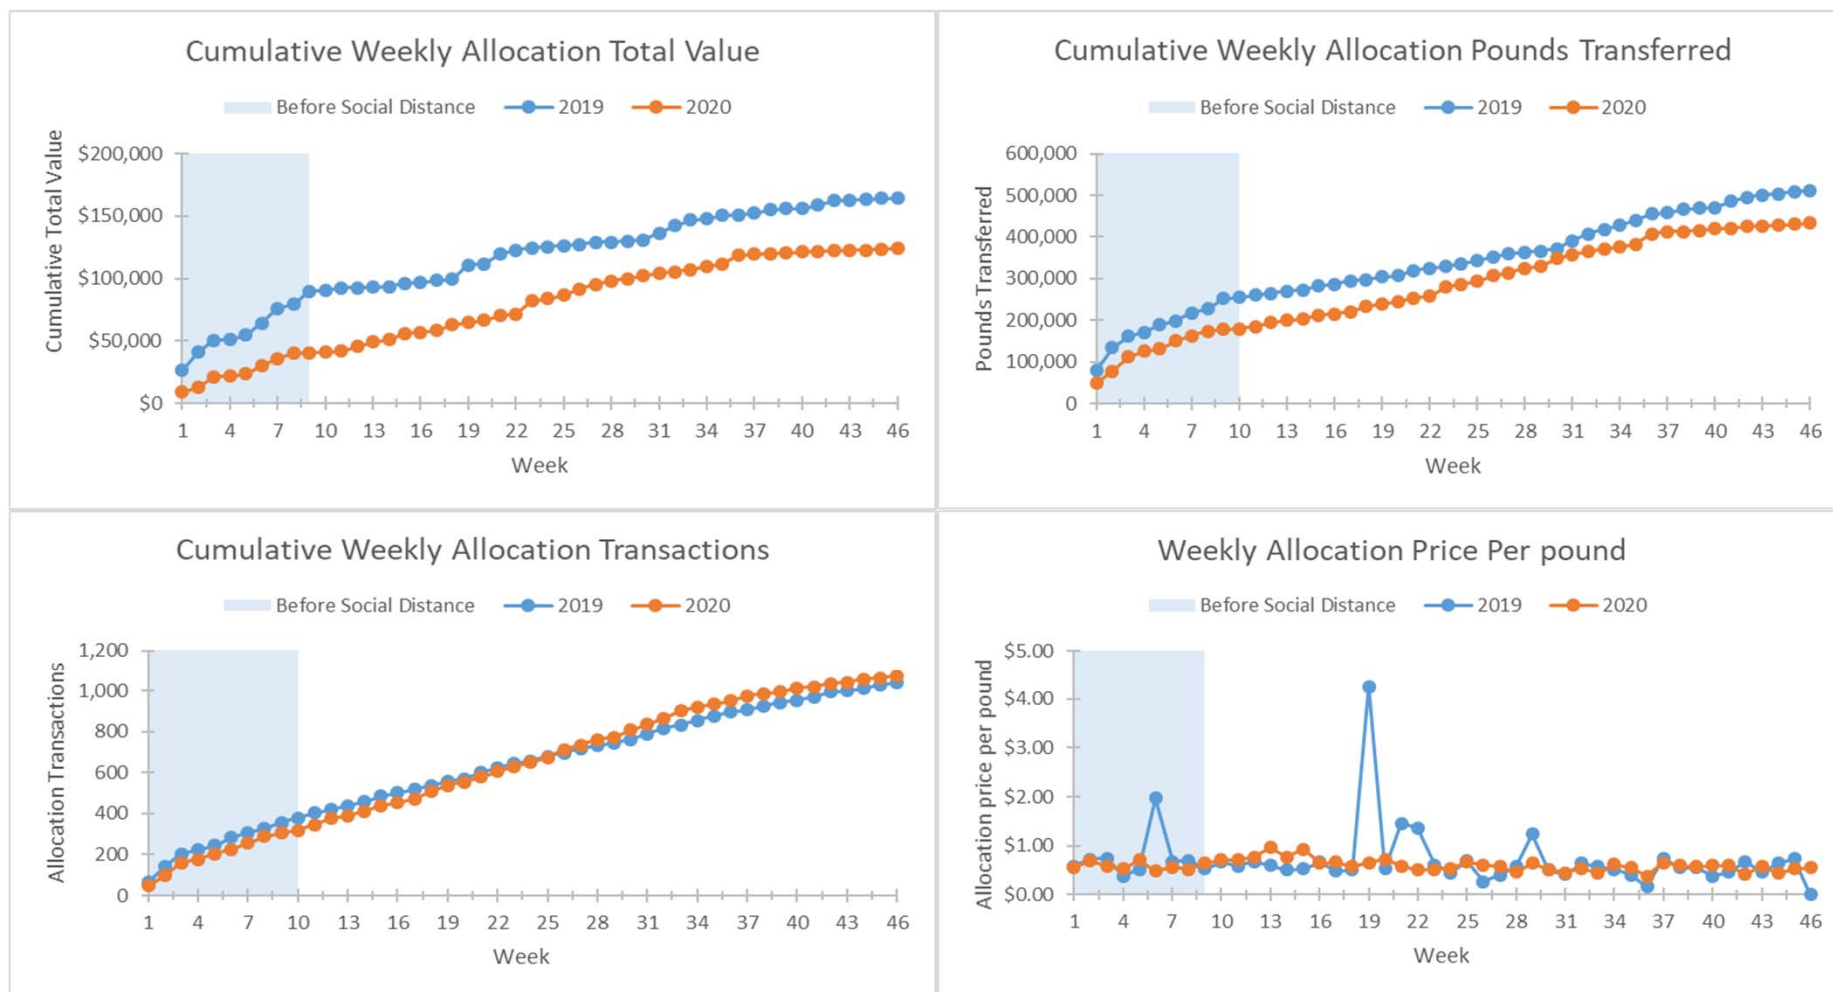 Cumulative Weekly Allocation Total Value
Before Social Distance 2019 2020
Cumulative Total Value
$200,000
$150,000
$100,000
$50,000
$0
1 4 7 10 13 16 19 22 25 28 31 34 37 40 43 46
Week
Cumulative Weekly Allocation Pounds Transferred
Before Social Distance 2019 2020
Pounds Transferred
600,000
500,000
400,000
300,000
200,000
100,000
0
1 4 7 10 13 16 19 22 25 28 31 34 37 40 43 46
Week
Cumulative Weekly Allocation Transactions
Before Social Distance 2019 2020
Allocation Transactions
1,200
1,000
800
600
400
200
0
1 4 7 10 13 16 19 22 25 28 31 34 37 40 43 46
Week
Weekly Allocation Price Per pound
Before Social Distance 2019 2020
Allocation price per pound
$5.00
$4.00
$3.00
$2.00
$1.00
$0.00
1 4 7 10 13 16 19 22 25 28 31 34 37 40 43 46
Week